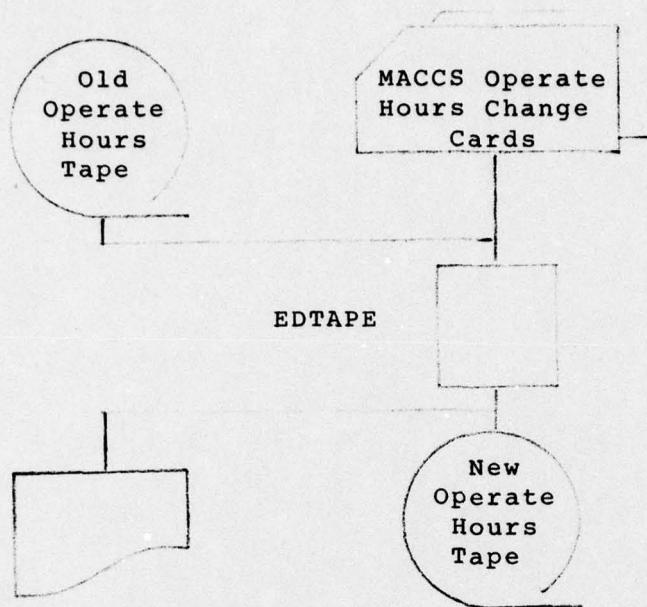 Old
Operate
Hours
Tape
MACCS Operate
Hours Change
Cards
EDTAPE
New
Operate
Hours
Tape